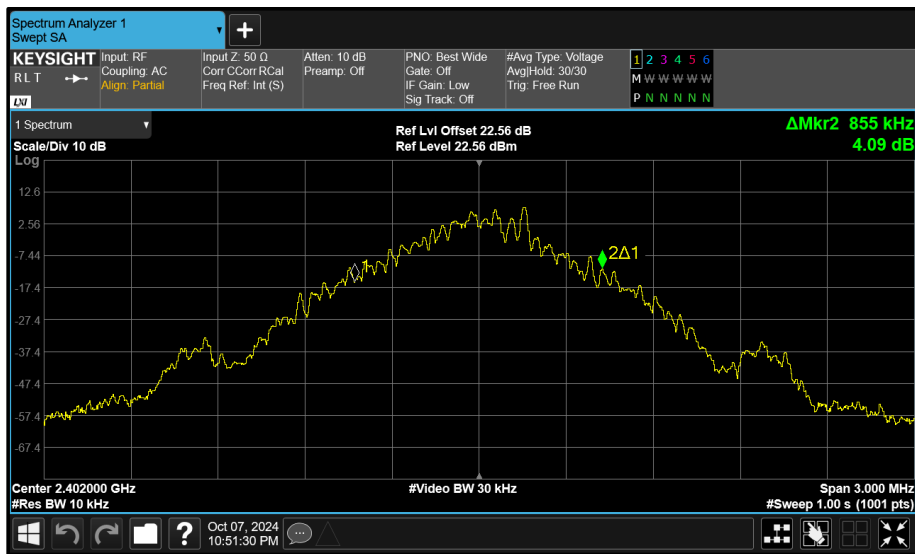 Spectrum Analyzer 1
Swept SA
+
KEYSIGHT
R L T
LXI
Input: RF
Coupling: AC
Align: Partial
Input Z: 50 Ω
Corr CCorr RCal
Freq Ref: Int (S)
Atten: 10 dB
Preamp: Off
PNO: Best Wide
Gate: Off
IF Gain: Low
Sig Track: Off
#Avg Type: Voltage
Avg|Hold: 30/30
Trig: Free Run
1 2 3 4 5 6
M W W W W W
P N N N N N
1 Spectrum
Scale/Div 10 dB
Ref Lvl Offset 22.56 dB
Ref Level 22.56 dBm
ΔMkr2 855 kHz
4.09 dB
Log
12.6
2.56
-7.44
-17.4
-27.4
-37.4
-47.4
-57.4
-67.4
1
2Δ1
Center 2.402000 GHz
#Res BW 10 kHz
#Video BW 30 kHz
Span 3.000 MHz
#Sweep 1.00 s (1001 pts)
?
Oct 07, 2024
10:51:30 PM